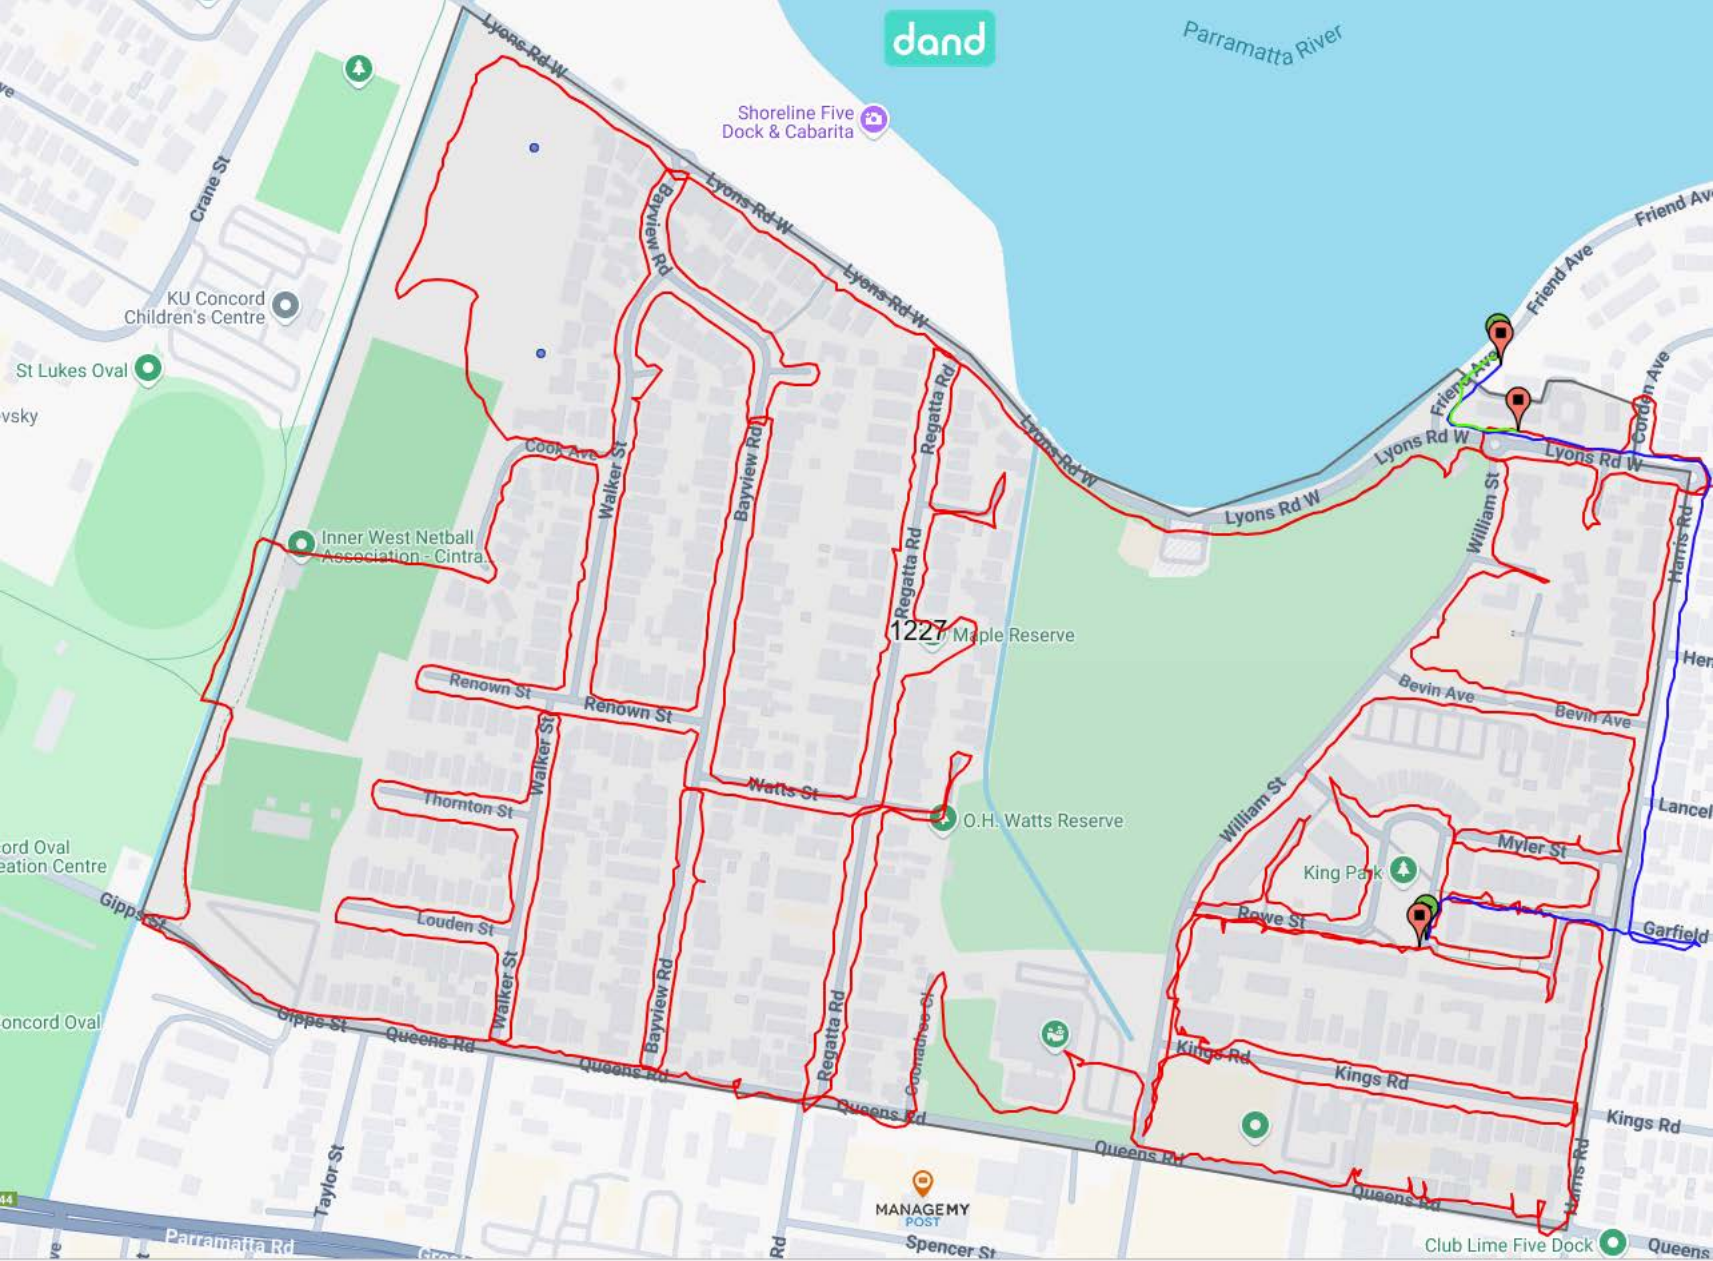 dand
Parramatta River
Lyons Rd W
Shoreline Five
Dock & Cabarita
Crane St
Bayview Rd
Lyons Rd W
Friend Ave
Friend Ave
KU Concord
Children's Centre
Lyons Rd W
St Lukes Oval
Regatta Rd
Corden Ave
Lyons Rd W
Lyons Rd W
Lyons Rd W
Cook Ave
Walker St
Bayview Rd
Lyons Rd W
William St
Harris Rd
Inner West Netball
Association - Cintra
Regatta Rd
1227
Maple Reserve
Renown St
Renown St
Bevin Ave
Bevin Ave
Walker St
Thornton St
Watts St
O.H. Watts Reserve
William St
Myler St
King Park
Gipps St
Louden St
Rowe St
Garfield
Walker St
Bayview Rd
Regatta Rd
Gipps St
Queens Rd
Queens Rd
Queens Rd
Kings Rd
Kings Rd
Kings Rd
Concord Oval
Taylor St
Queens Rd
Queens Rd
Harris Rd
MANAGEMY
POST
44
Parramatta Rd
Rd
Spencer St
Club Lime Five Dock
Queens